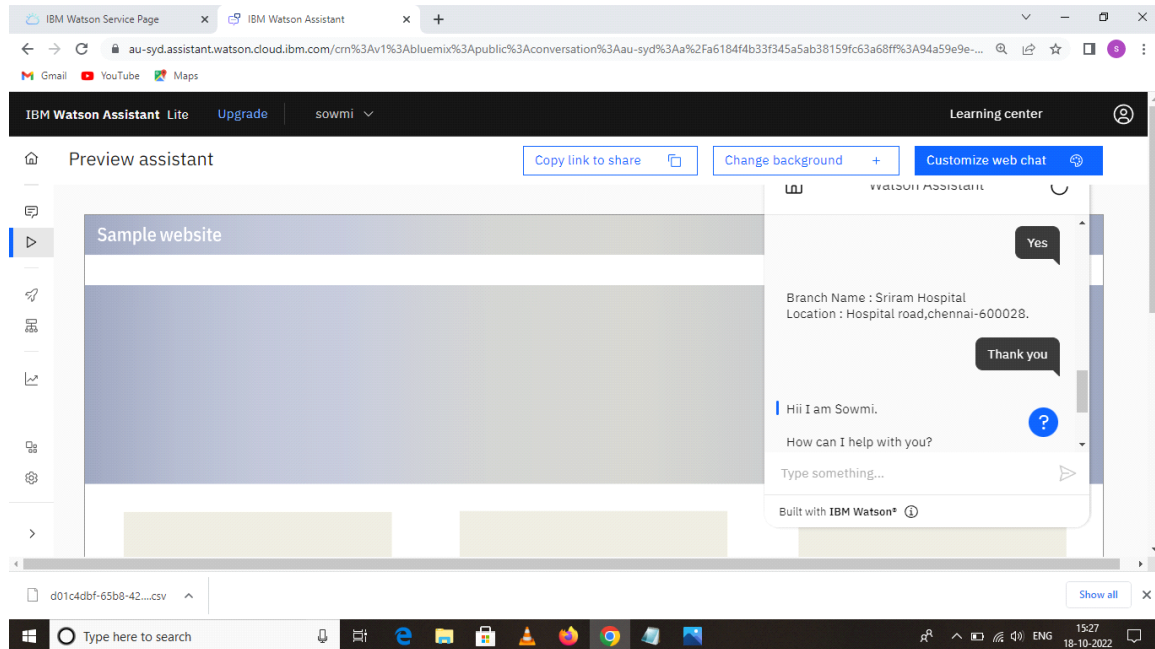 IBM Watson Service Page
IBM Watson Assistant
au-syd.assistant.watson.cloud.ibm.com/crn%3Av1%3Abluemix%3Apublic%3Aconversation%3Aau-syd%3Aa%2Fa6184f4b33f345a5ab38159fc63a68ff%3A94a59e9e-...
S
Gmail YouTube Maps
IBM Watson Assistant Lite Upgrade sowmi Learning center
Preview assistant Copy link to share Change background + Customize web chat
Watson Assistant
Sample website
Yes
Branch Name : Sriram Hospital
Location : Hospital road,chennai-600028.
Thank you
Hii I am Sowmi.
?
How can I help with you?
Type something...
Built with IBM Watson®
d01c4dbf-65b8-42....csv Show all
Type here to search ENG 15:27
18-10-2022